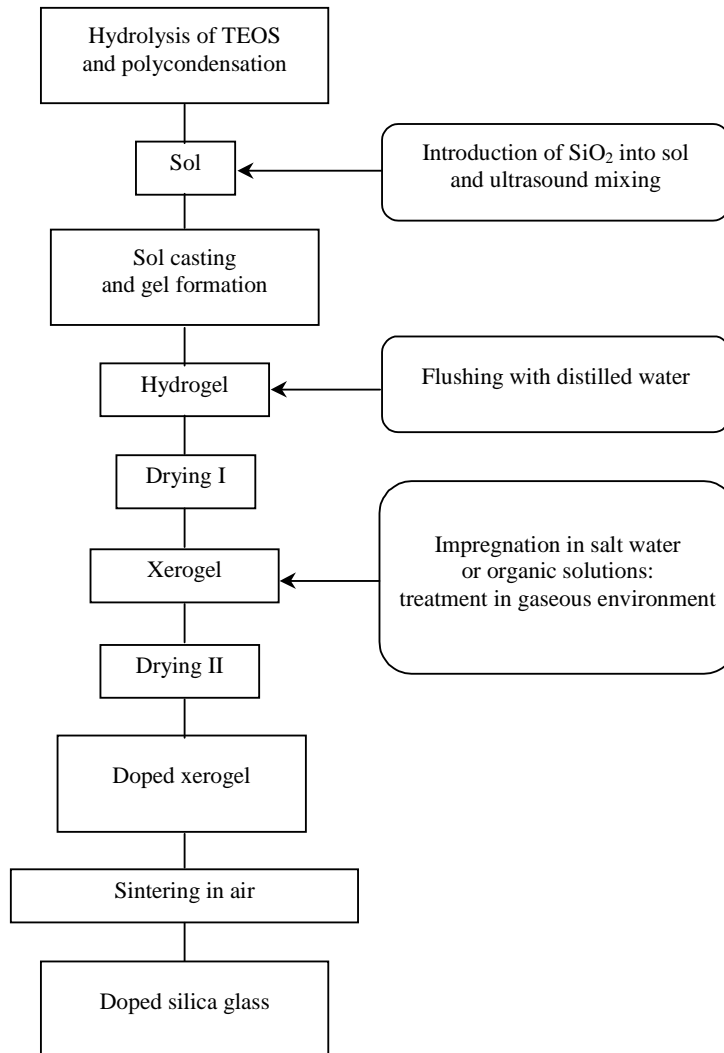 Hydrolysis of TEOS
and polycondensation
Sol
Introduction of SiO₂ into sol
and ultrasound mixing
Sol casting
and gel formation
Hydrogel
Flushing with distilled water
Drying I
Xerogel
Impregnation in salt water
or organic solutions:
treatment in gaseous environment
Drying II
Doped xerogel
Sintering in air
Doped silica glass